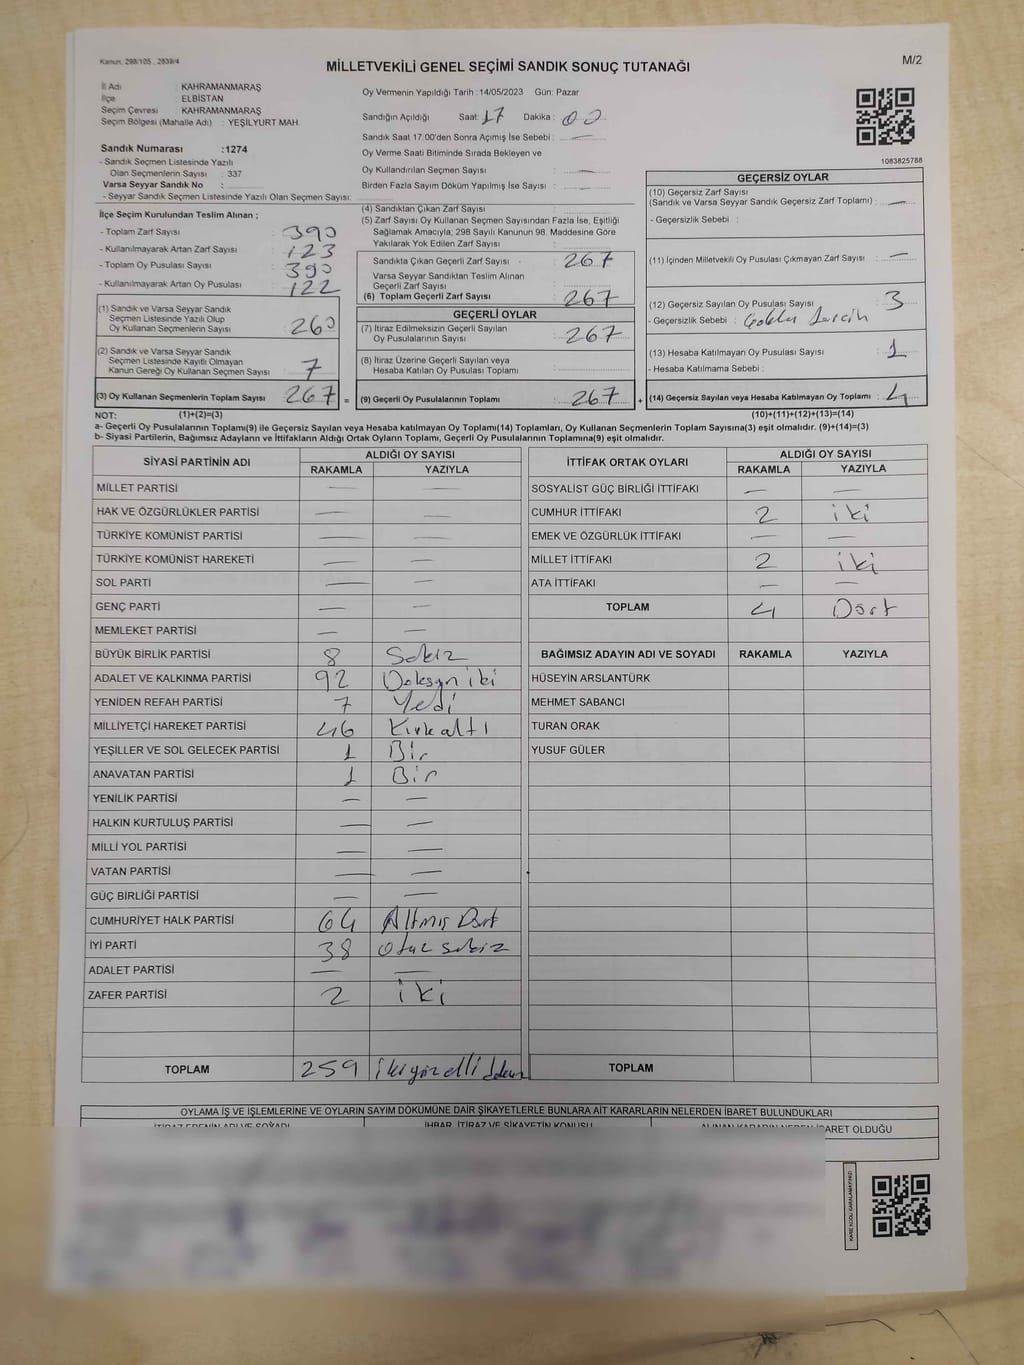 Kanun, 298/105 , 2839/4
MİLLETVEKİLİ GENEL SEÇİMİ SANDIK SONUÇ TUTANAĞI
M/2
İl Adı : KAHRAMANMARAŞ
İlçe : ELBİSTAN
Seçim Çevresi : KAHRAMANMARAŞ
Seçim Bölgesi (Mahalle Adı) : YEŞİLYURT MAH.
Sandık Numarası :1274
- Sandık Seçmen Listesinde Yazılı
Olan Seçmenlerin Sayısı : 337
Varsa Seyyar Sandık No :
- Seyyar Sandık Seçmen Listesinde Yazılı Olan Seçmen Sayısı:
Oy Vermenin Yapıldığı Tarih :14/05/2023 Gün: Pazar
Sandığın Açıldığı Saat: 17 Dakika : 00
Sandık Saat 17.00'den Sonra Açımış İse Sebebi : —
Oy Verme Saati Bitiminde Sırada Bekleyen ve
Oy Kullandırılan Seçmen Sayısı : —
Birden Fazla Sayım Döküm Yapılmış İse Sayısı : —
1083825788
İlçe Seçim Kurulundan Teslim Alınan ;
- Toplam Zarf Sayısı : 390
- Kullanılmayarak Artan Zarf Sayısı : 123
- Toplam Oy Pusulası Sayısı : 390
- Kullanılmayarak Artan Oy Pusulası : 122
(1) Sandık ve Varsa Seyyar Sandık
Seçmen Listesinde Yazılı Olup
Oy Kullanan Seçmenlerin Sayısı : 260
(2) Sandık ve Varsa Seyyar Sandık
Seçmen Listesinde Kayıtlı Olmayan
Kanun Gereği Oy Kullanan Seçmen Sayısı : 7
(3) Oy Kullanan Seçmenlerin Toplam Sayısı : 267 =
(4) Sandıktan Çıkan Zarf Sayısı :
(5) Zarf Sayısı Oy Kullanan Seçmen Sayısından Fazla İse, Eşitliği
Sağlamak Amacıyla; 298 Sayılı Kanunun 98. Maddesine Göre
Yakılarak Yok Edilen Zarf Sayısı :
Sandıkta Çıkan Geçerli Zarf Sayısı : 267
Varsa Seyyar Sandıktan Teslim Alınan
Geçerli Zarf Sayısı :
(6) Toplam Geçerli Zarf Sayısı : 267
GEÇERLİ OYLAR
(7) İtiraz Edilmeksizin Geçerli Sayılan
Oy Pusulalarının Sayısı : 267
(8) İtiraz Üzerine Geçerli Sayılan veya
Hesaba Katılan Oy Pusulası Toplamı :
(9) Geçerli Oy Pusulalarının Toplamı : 267 +
GEÇERSİZ OYLAR
(10) Geçersiz Zarf Sayısı
(Sandık ve Varsa Seyyar Sandık Geçersiz Zarf Toplamı) : —
- Geçersizlik Sebebi :
(11) İçinden Milletvekili Oy Pusulası Çıkmayan Zarf Sayısı : —
(12) Geçersiz Sayılan Oy Pusulası Sayısı : 3
- Geçersizlik Sebebi :
(13) Hesaba Katılmayan Oy Pusulası Sayısı : 1
- Hesaba Katılmama Sebebi :
(14) Geçersiz Sayılan veya Hesaba Katılmayan Oy Toplamı : 4
NOT: (1)+(2)=(3) (10)+(11)+(12)+(13)=(14)
a- Geçerli Oy Pusulalarının Toplamı(9) ile Geçersiz Sayılan veya Hesaba katılmayan Oy Toplamı(14) Toplamları, Oy Kullanan Seçmenlerin Toplam Sayısına(3) eşit olmalıdır. (9)+(14)=(3)
b- Siyasi Partilerin, Bağımsız Adayların ve İttifakların Aldığı Ortak Oyların Toplamı, Geçerli Oy Pusulalarının Toplamına(9) eşit olmalıdır.
SİYASİ PARTİNİN ADI ALDIĞI OY SAYISI
RAKAMLA YAZIYLA
MİLLET PARTİSİ — —
HAK VE ÖZGÜRLÜKLER PARTİSİ — —
TÜRKİYE KOMÜNİST PARTİSİ — —
TÜRKİYE KOMÜNİST HAREKETİ — —
SOL PARTİ — —
GENÇ PARTİ — —
MEMLEKET PARTİSİ — —
BÜYÜK BİRLİK PARTİSİ 8 Sekiz
ADALET VE KALKINMA PARTİSİ 92 Doksan iki
YENİDEN REFAH PARTİSİ 7 Yedi
MİLLİYETÇİ HAREKET PARTİSİ 46 Kırk altı
YEŞİLLER VE SOL GELECEK PARTİSİ 1 Bir
ANAVATAN PARTİSİ 1 Bir
YENİLİK PARTİSİ — —
HALKIN KURTULUŞ PARTİSİ — —
MİLLİ YOL PARTİSİ — —
VATAN PARTİSİ — —
GÜÇ BİRLİĞİ PARTİSİ — —
CUMHURİYET HALK PARTİSİ 64 Altmış Dört
İYİ PARTİ 38 Otuz sekiz
ADALET PARTİSİ — —
ZAFER PARTİSİ 2 iki
TOPLAM 259 ikiyüzelli dokuz
İTTİFAK ORTAK OYLARI ALDIĞI OY SAYISI
RAKAMLA YAZIYLA
SOSYALİST GÜÇ BİRLİĞİ İTTİFAKI — —
CUMHUR İTTİFAKI 2 iki
EMEK VE ÖZGÜRLÜK İTTİFAKI — —
MİLLET İTTİFAKI 2 iki
ATA İTTİFAKI — —
TOPLAM 4 Dört
BAĞIMSIZ ADAYIN ADI VE SOYADI RAKAMLA YAZIYLA
HÜSEYİN ARSLANTÜRK
MEHMET SABANCI
TURAN ORAK
YUSUF GÜLER
TOPLAM
OYLAMA İŞ VE İŞLEMLERİNE VE OYLARIN SAYIM DÖKÜMÜNE DAİR ŞİKAYETLERLE BUNLARA AİT KARARLARIN NELERDEN İBARET BULUNDUKLARI
İTİRAZ EDENİN ADI VE SOYADI İHBAR, İTİRAZ VE ŞİKAYETİN KONUSU ALINAN KARARIN NEDEN İBARET OLDUĞU
KARE KODU KARALAMAYINIZ